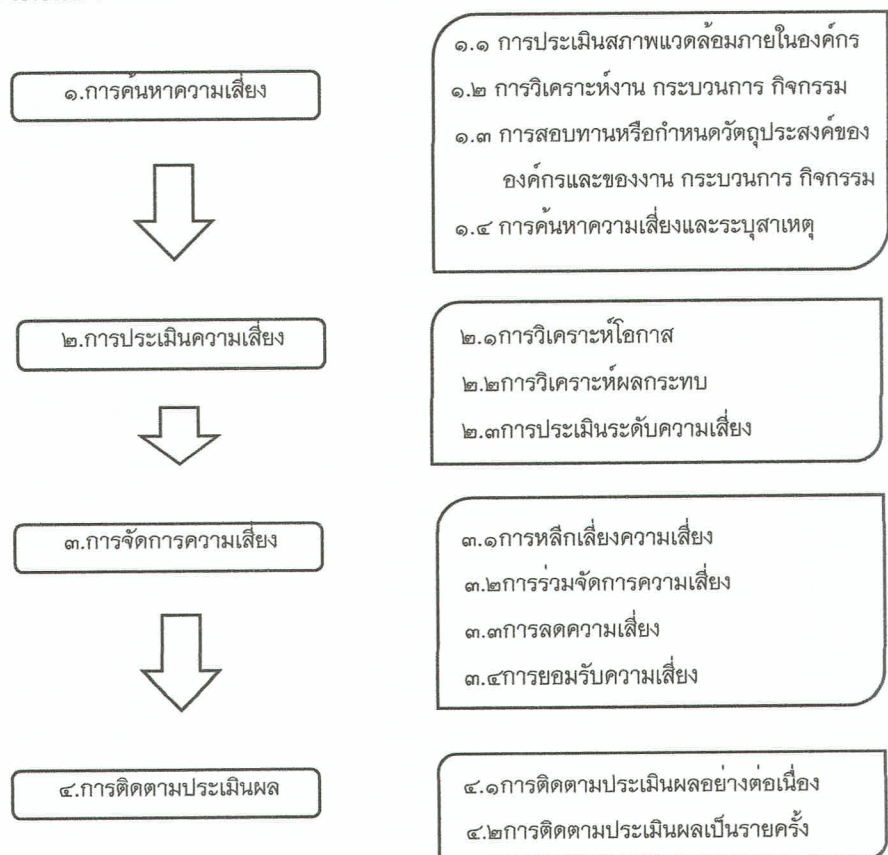 ๑.การค้นหาความเสี่ยง
๑.๑ การประเมินสภาพแวดล้อมภายในองค์กร
๑.๒ การวิเคราะห์งาน กระบวนการ กิจกรรม
๑.๓ การสอบทานหรือกำหนดวัตถุประสงค์ของ
องค์กรและของงาน กระบวนการ กิจกรรม
๑.๔ การค้นหาความเสี่ยงและระบุสาเหตุ
๒.การประเมินความเสี่ยง
๒.๑การวิเคราะห์โอกาส
๒.๒การวิเคราะห์ผลกระทบ
๒.๓การประเมินระดับความเสี่ยง
๓.การจัดการความเสี่ยง
๓.๑การหลีกเลี่ยงความเสี่ยง
๓.๒การร่วมจัดการความเสี่ยง
๓.๓การลดความเสี่ยง
๓.๔การยอมรับความเสี่ยง
๔.การติดตามประเมินผล
๔.๑การติดตามประเมินผลอย่างต่อเนื่อง
๔.๒การติดตามประเมินผลเป็นรายครั้ง